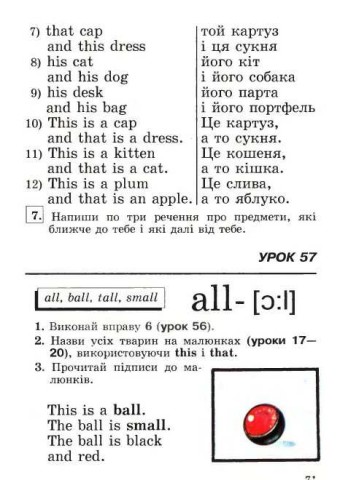 7) that cap той картуз
and this dress і ця сукня
8) his cat його кіт
and his dog і його собака
9) his desk його парта
and his bag і його портфель
10) This is a cap Це картуз,
and that is a dress. а то сукня.
11) This is a kitten Це кошеня,
and that is a cat. а то кішка.
12) This is a plum Це слива,
and that is an apple. а то яблуко.
7. Напиши по три речення про предмети, які
ближче до тебе і які далі від тебе.
УРОК 57
all, ball, tall, small all- [ɔ:l]
1. Виконай вправу 6 (урок 56).
2. Назви усіх тварин на малюнках (уроки 17—
20), використовуючи this і that.
3. Прочитай підписи до ма-
люнків.
This is a ball.
The ball is small.
The ball is black
and red.